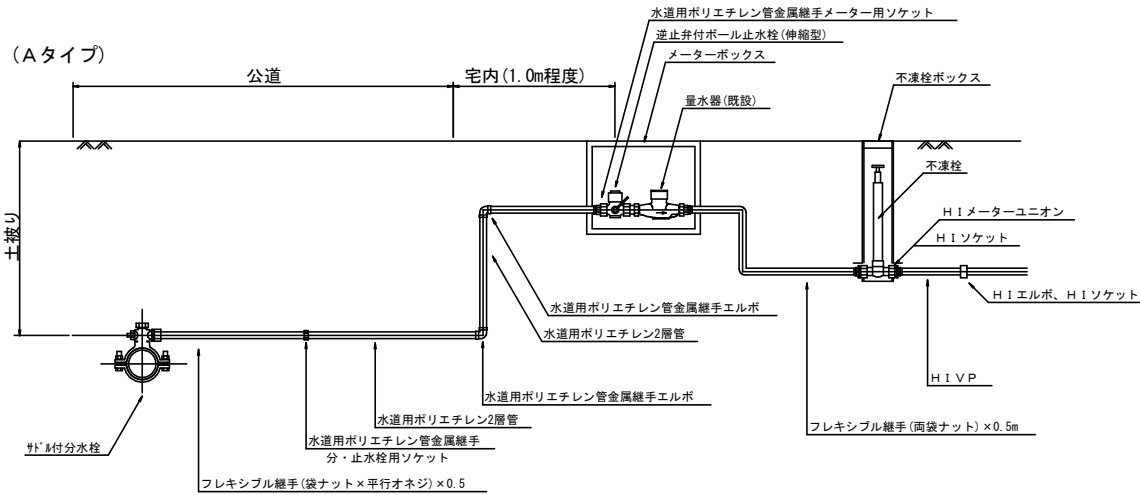 水道用ポリエチレン管金属継手メーター用ソケット
逆止弁付ボール止水栓(伸縮型)
(Aタイプ)
メーターボックス
公道
宅内(1.0m程度)
不凍栓ボックス
量水器(既設)
不凍栓
土被り
HIメーターユニオン
HIソケット
HIエルボ、HIソケット
水道用ポリエチレン管金属継手エルボ
水道用ポリエチレン2層管
HIVP
水道用ポリエチレン管金属継手エルボ
水道用ポリエチレン2層管
フレキシブル継手(両袋ナット)×0.5m
サドル付分水栓
水道用ポリエチレン管金属継手
分・止水栓用ソケット
フレキシブル継手(袋ナット×平行オネジ)×0.5